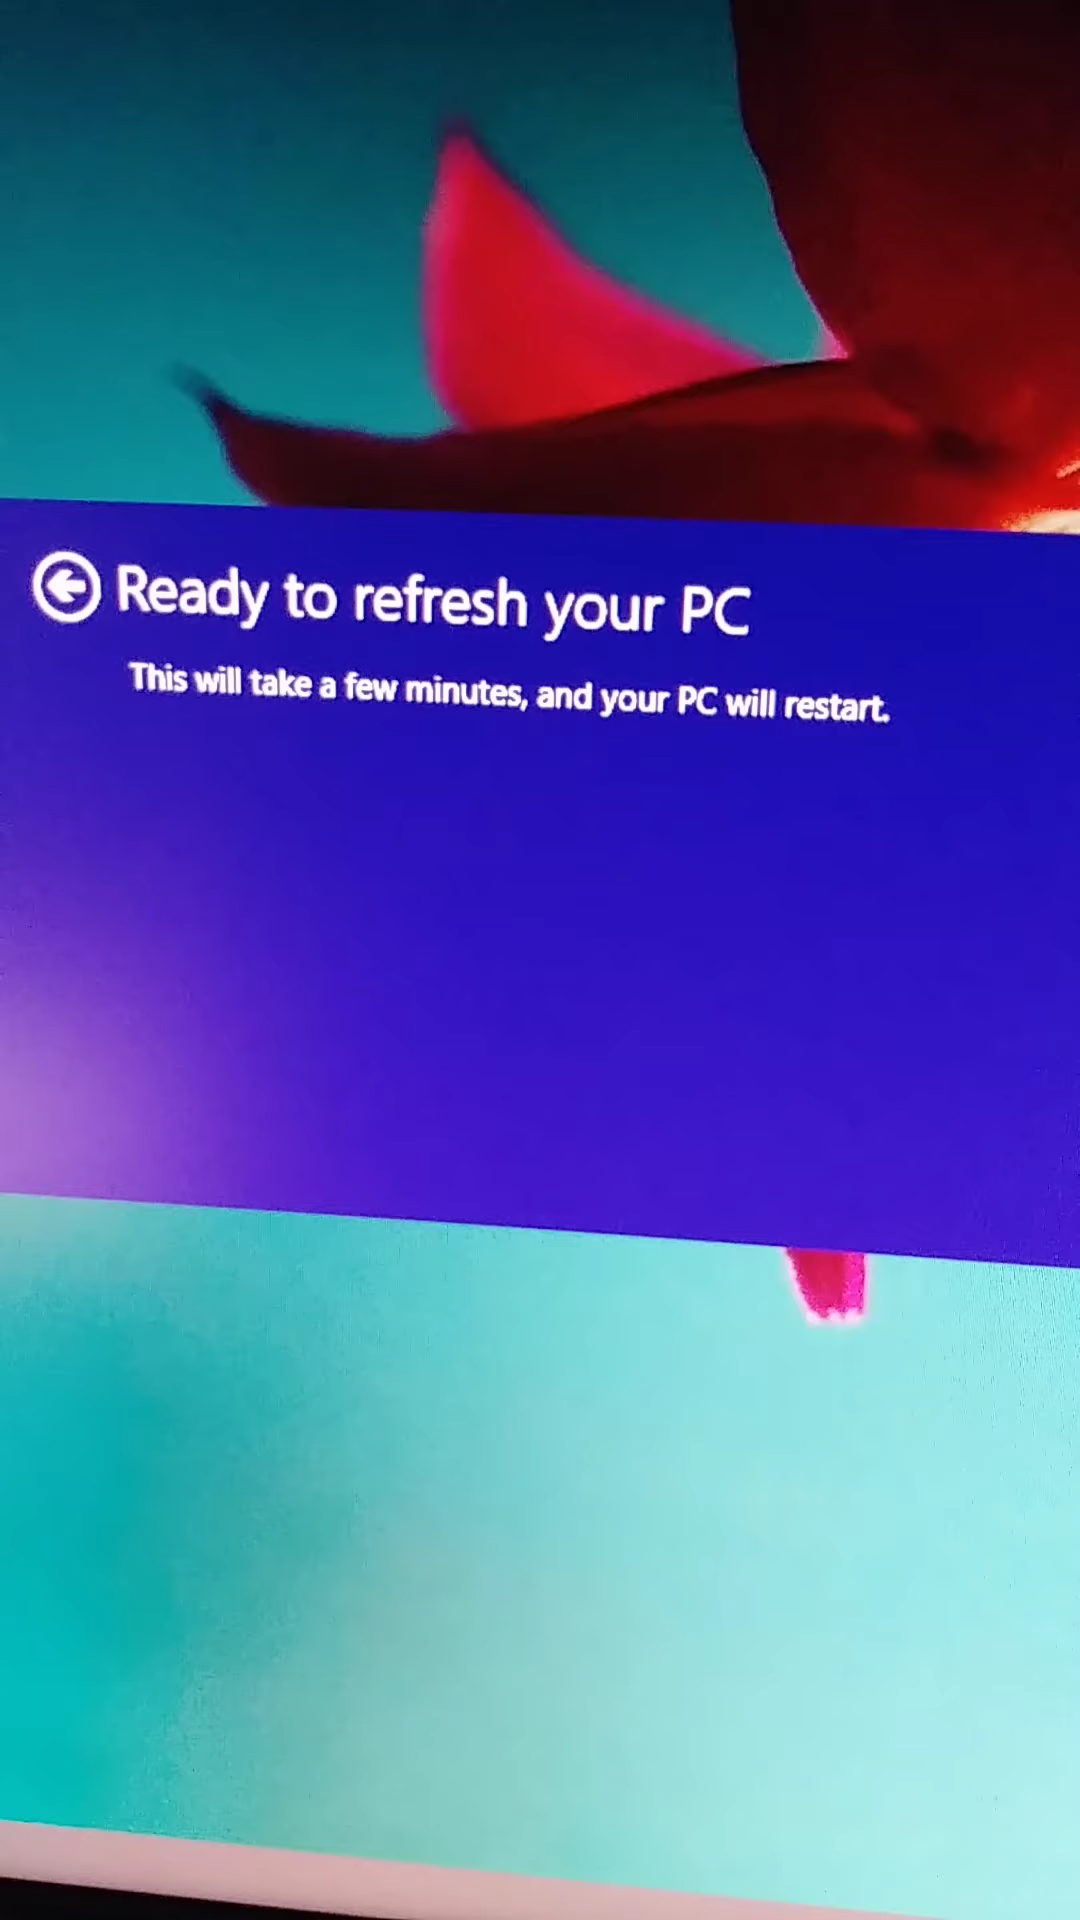 Ready to refresh your PC
This will take a few minutes, and your PC will restart.